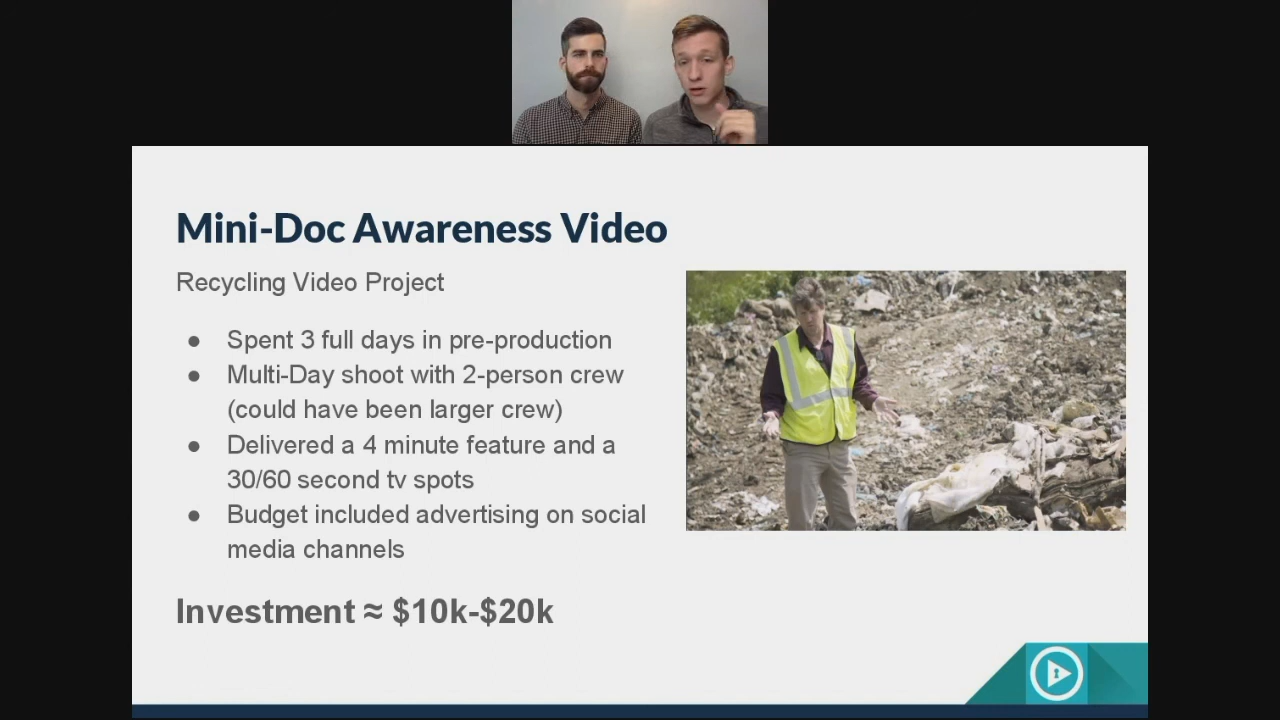 Mini-Doc Awareness Video
Recycling Video Project
● Spent 3 full days in pre-production
● Multi-Day shoot with 2-person crew
(could have been larger crew)
● Delivered a 4 minute feature and a
30/60 second tv spots
● Budget included advertising on social
media channels
Investment ≈ $10k-$20k